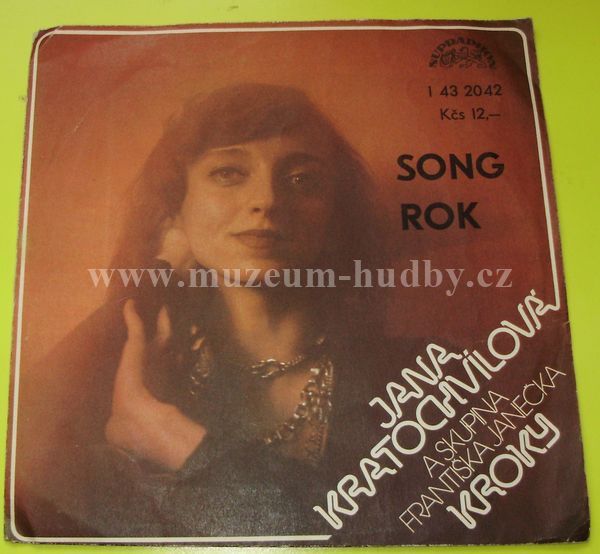 SUPRAPHON
1 43 2042
Kčs 12,–
SONG
ROK
www.muzeum-hudby.cz
JANA
KRATOCHVÍLOVÁ
A SKUPINA
FRANTIŠKA JANEČKA
KROKY